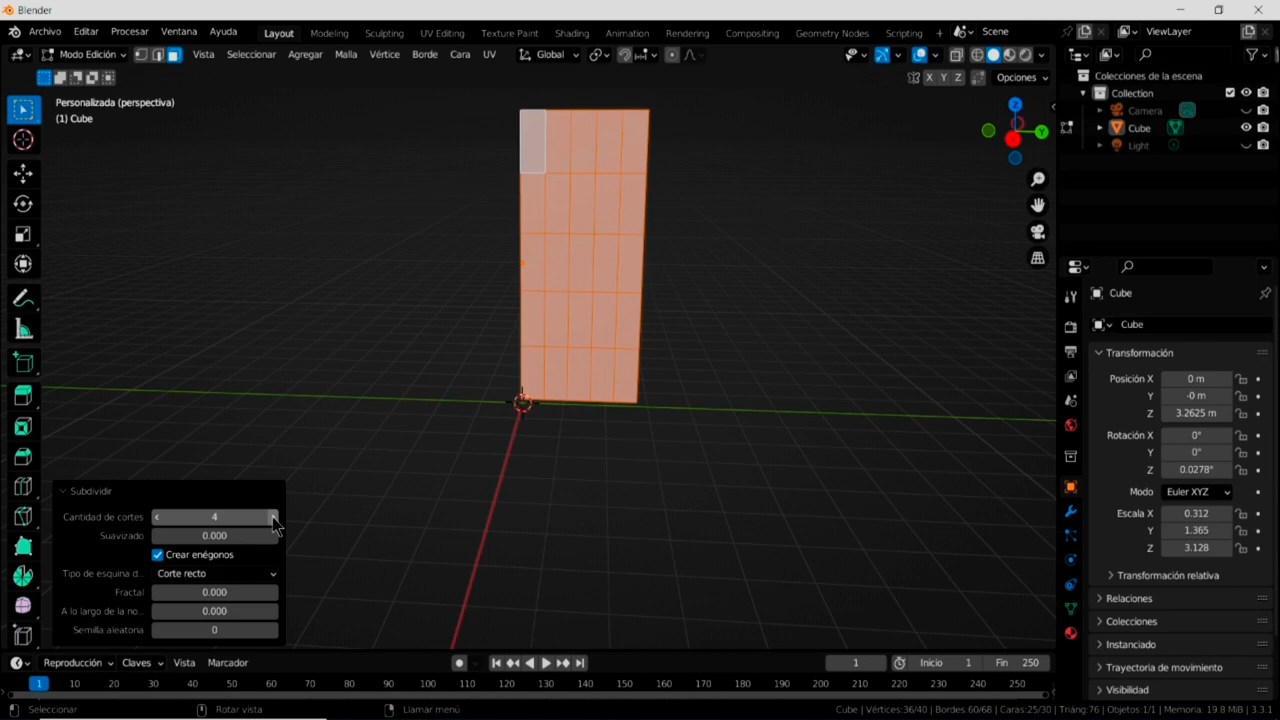 Blender
Archivo Editar Procesar Ventana Ayuda Layout Modeling Sculpting UV Editing Texture Paint Shading Animation Rendering Compositing Geometry Nodes Scripting + Scene ViewLayer
Modo Edición Vista Seleccionar Agregar Malla Vértice Borde Cara UV Global
X Y Z Opciones
Personalizada (perspectiva)
(1) Cube
Z
Y
Colecciones de la escena
Collection
Camera
Cube
Light
Cube
Cube
Transformación
Posición X 0 m
Y -0 m
Z 3.2625 m
Rotación X 0°
Y 0°
Z 0.0278°
Modo Euler XYZ
Escala X 0.312
Y 1.365
Z 3.128
Transformación relativa
Relaciones
Colecciones
Instanciado
Trayectoria de movimiento
Visibilidad
Subdividir
Cantidad de cortes 4
Suavizado 0.000
Crear enégonos
Tipo de esquina d... Corte recto
Fractal 0.000
A lo largo de la no... 0.000
Semilla aleatoria 0
Reproducción Claves Vista Marcador 1 Inicio 1 Fin 250
1 10 20 30 40 50 60 70 80 90 100 110 120 130 140 150 160 170 180 190 200 210 220 230 240 250
Seleccionar Rotar vista Llamar menú Cube | Vértices:36/40 | Bordes:60/68 | Caras:25/30 | Triáng:76 | Objetos:1/1 | Memoria: 19.8 MiB | 3.3.1